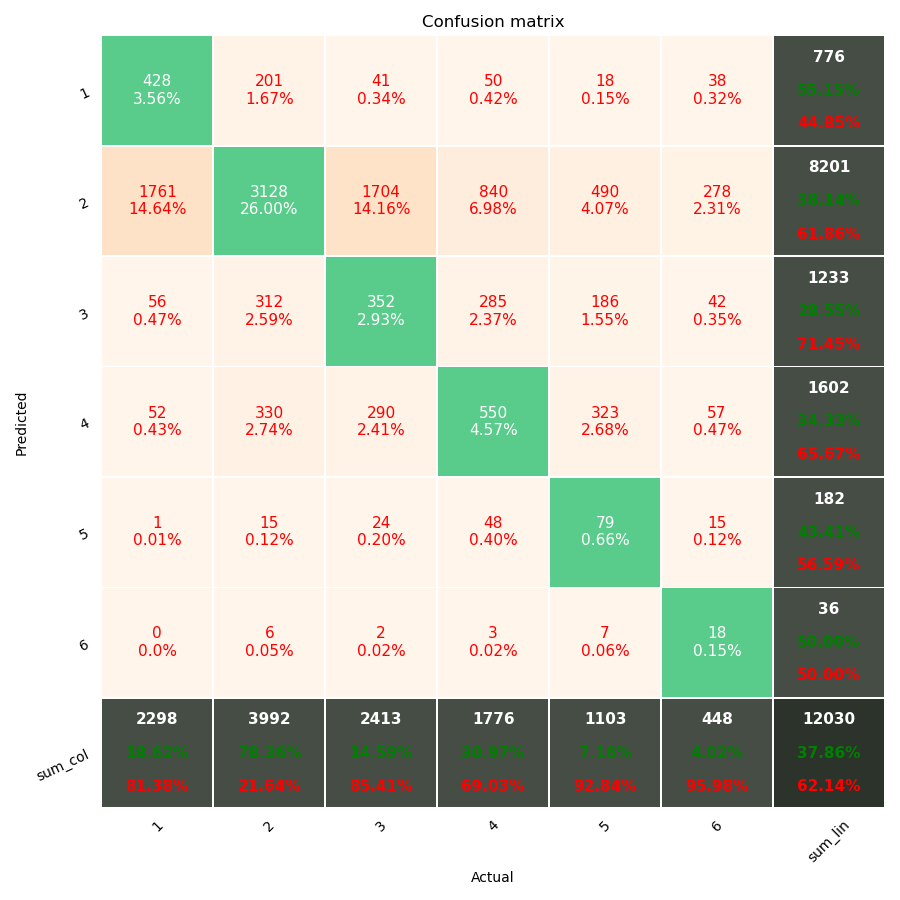 Confusion matrix
428 201 41 50 18 38 776
3.56% 1.67% 0.34% 0.42% 0.15% 0.32% 55.15%
1 44.85%
1761 3128 1704 840 490 278 8201
14.64% 26.00% 14.16% 6.98% 4.07% 2.31% 38.14%
2 61.86%
56 312 352 285 186 42 1233
0.47% 2.59% 2.93% 2.37% 1.55% 0.35% 28.55%
3 71.45%
52 330 290 550 323 57 1602
0.43% 2.74% 2.41% 4.57% 2.68% 0.47% 34.33%
4 65.67%
1 15 24 48 79 15 182
0.01% 0.12% 0.20% 0.40% 0.66% 0.12% 43.41%
5 56.59%
0 6 2 3 7 18 36
0.0% 0.05% 0.02% 0.02% 0.06% 0.15% 50.00%
6 50.00%
2298 3992 2413 1776 1103 448 12030
sum_col 18.62% 78.36% 14.59% 30.97% 7.16% 4.02% 37.86%
81.38% 21.64% 85.41% 69.03% 92.84% 95.98% 62.14%
1 2 3 4 5 6 sum_lin
Predicted
Actual